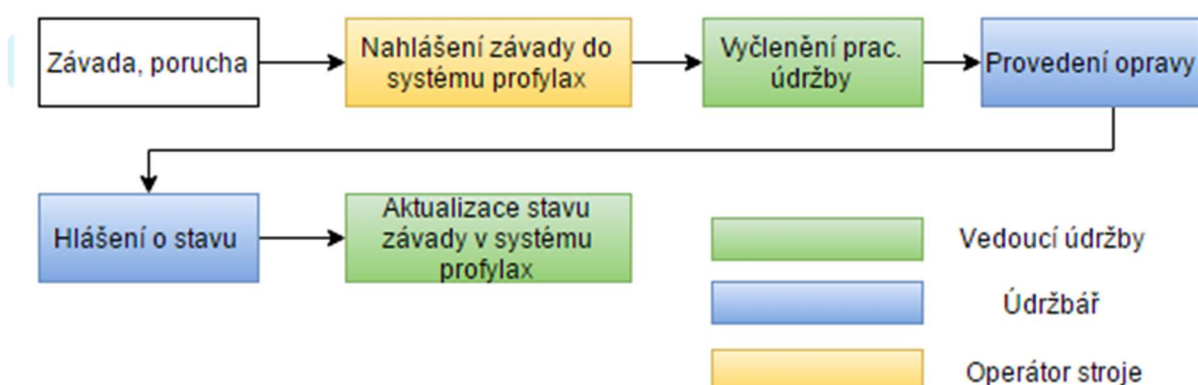 Závada, porucha
Nahlášení závady do
systému profylax
Vyčlenění prac.
údržby
Provedení opravy
Hlášení o stavu
Aktualizace stavu
závady v systému
profylax
Vedoucí údržby
Údržbář
Operátor stroje